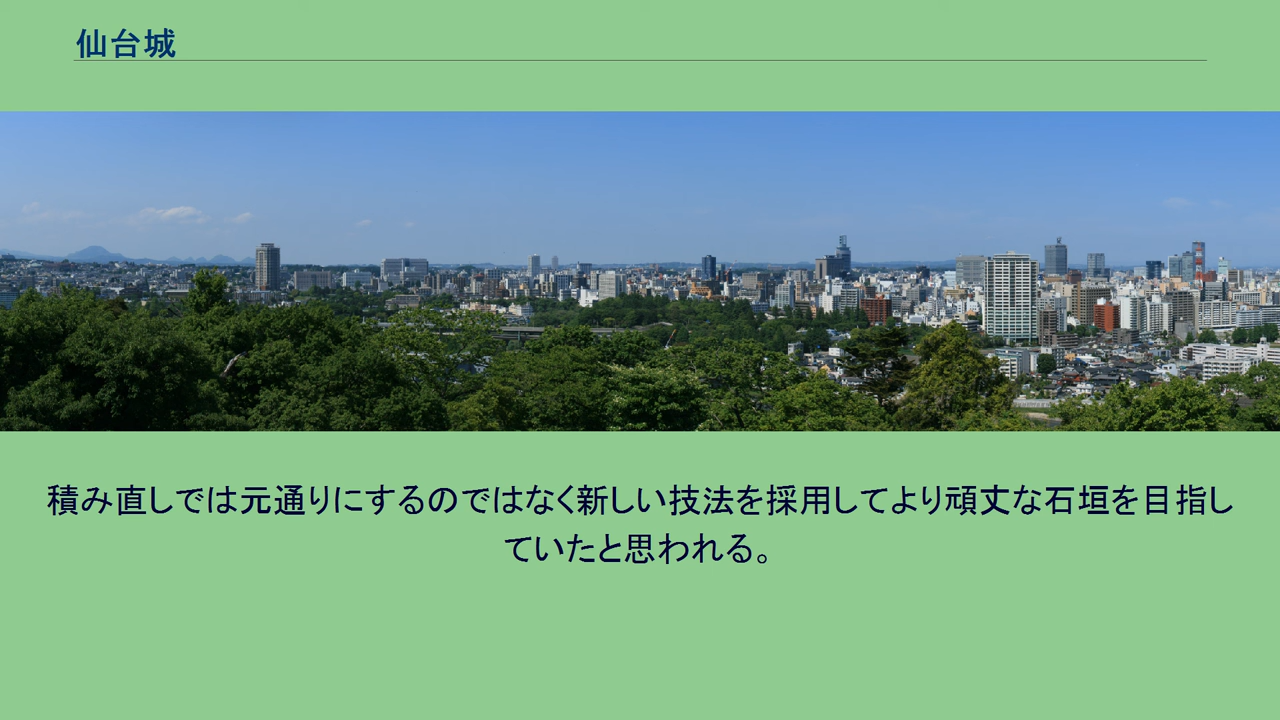 仙台城
積み直しでは元通りにするのではなく新しい技法を採用してより頑丈な石垣を目指し
ていたと思われる。